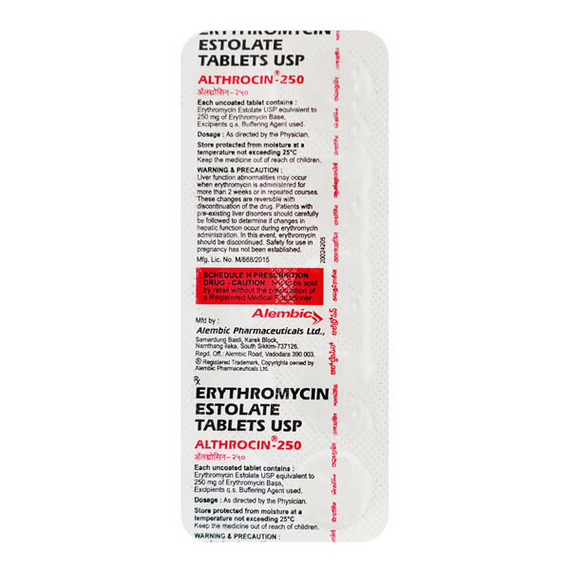 ERYTHROMYCIN
ESTOLATE
TABLETS USP
ALTHROCIN®-250
अ‍ॅलथ्रोसिन-२५०
Each uncoated tablet contains :
Erythromycin Estolate USP equivalent to
250 mg of Erythromycin Base,
Excipients q.s. Buffering Agent used.
Dosage : As directed by the Physician.
Store protected from moisture at a
temperature not exceeding 25°C
Keep the medicine out of reach of children.
WARNING & PRECAUTION :
Liver function abnormalities may occur
when erythromycin is administered for
more than 2 weeks or in repeated courses.
These changes are reversible with
discontinuation of the drug. Patients with
pre-existing liver disorders should carefully
be followed to determine if changes in
hepatic function occur during erythromycin
administration. In this event, erythromycin
should be discontinued. Safety for use in
pregnancy has not been established.
Mfg. Lic. No. M/668/2015
20024205
SCHEDULE H PRESCRIPTION
DRUG - CAUTION : Not to be sold
by retail without the prescription of
a Registered Medical Practitioner.
Alembic
Mfd by :
Alembic Pharmaceuticals Ltd.,
Samardung Basti, Karek Block,
Namthang Ilaka, South Sikkim-737126.
Regd. Off.: Alembic Road, Vadodara 390 003.
® Registered Trademark, Copyrights owned by
Alembic Pharmaceuticals Ltd.
Rx
ERYTHROMYCIN
ESTOLATE
TABLETS USP
ALTHROCIN®-250
अ‍ॅलथ्रोसिन-२५०
Each uncoated tablet contains :
Erythromycin Estolate USP equivalent to
250 mg of Erythromycin Base,
Excipients q.s. Buffering Agent used.
Dosage : As directed by the Physician.
Store protected from moisture at a
temperature not exceeding 25°C
Keep the medicine out of reach of children.
WARNING & PRECAUTION :